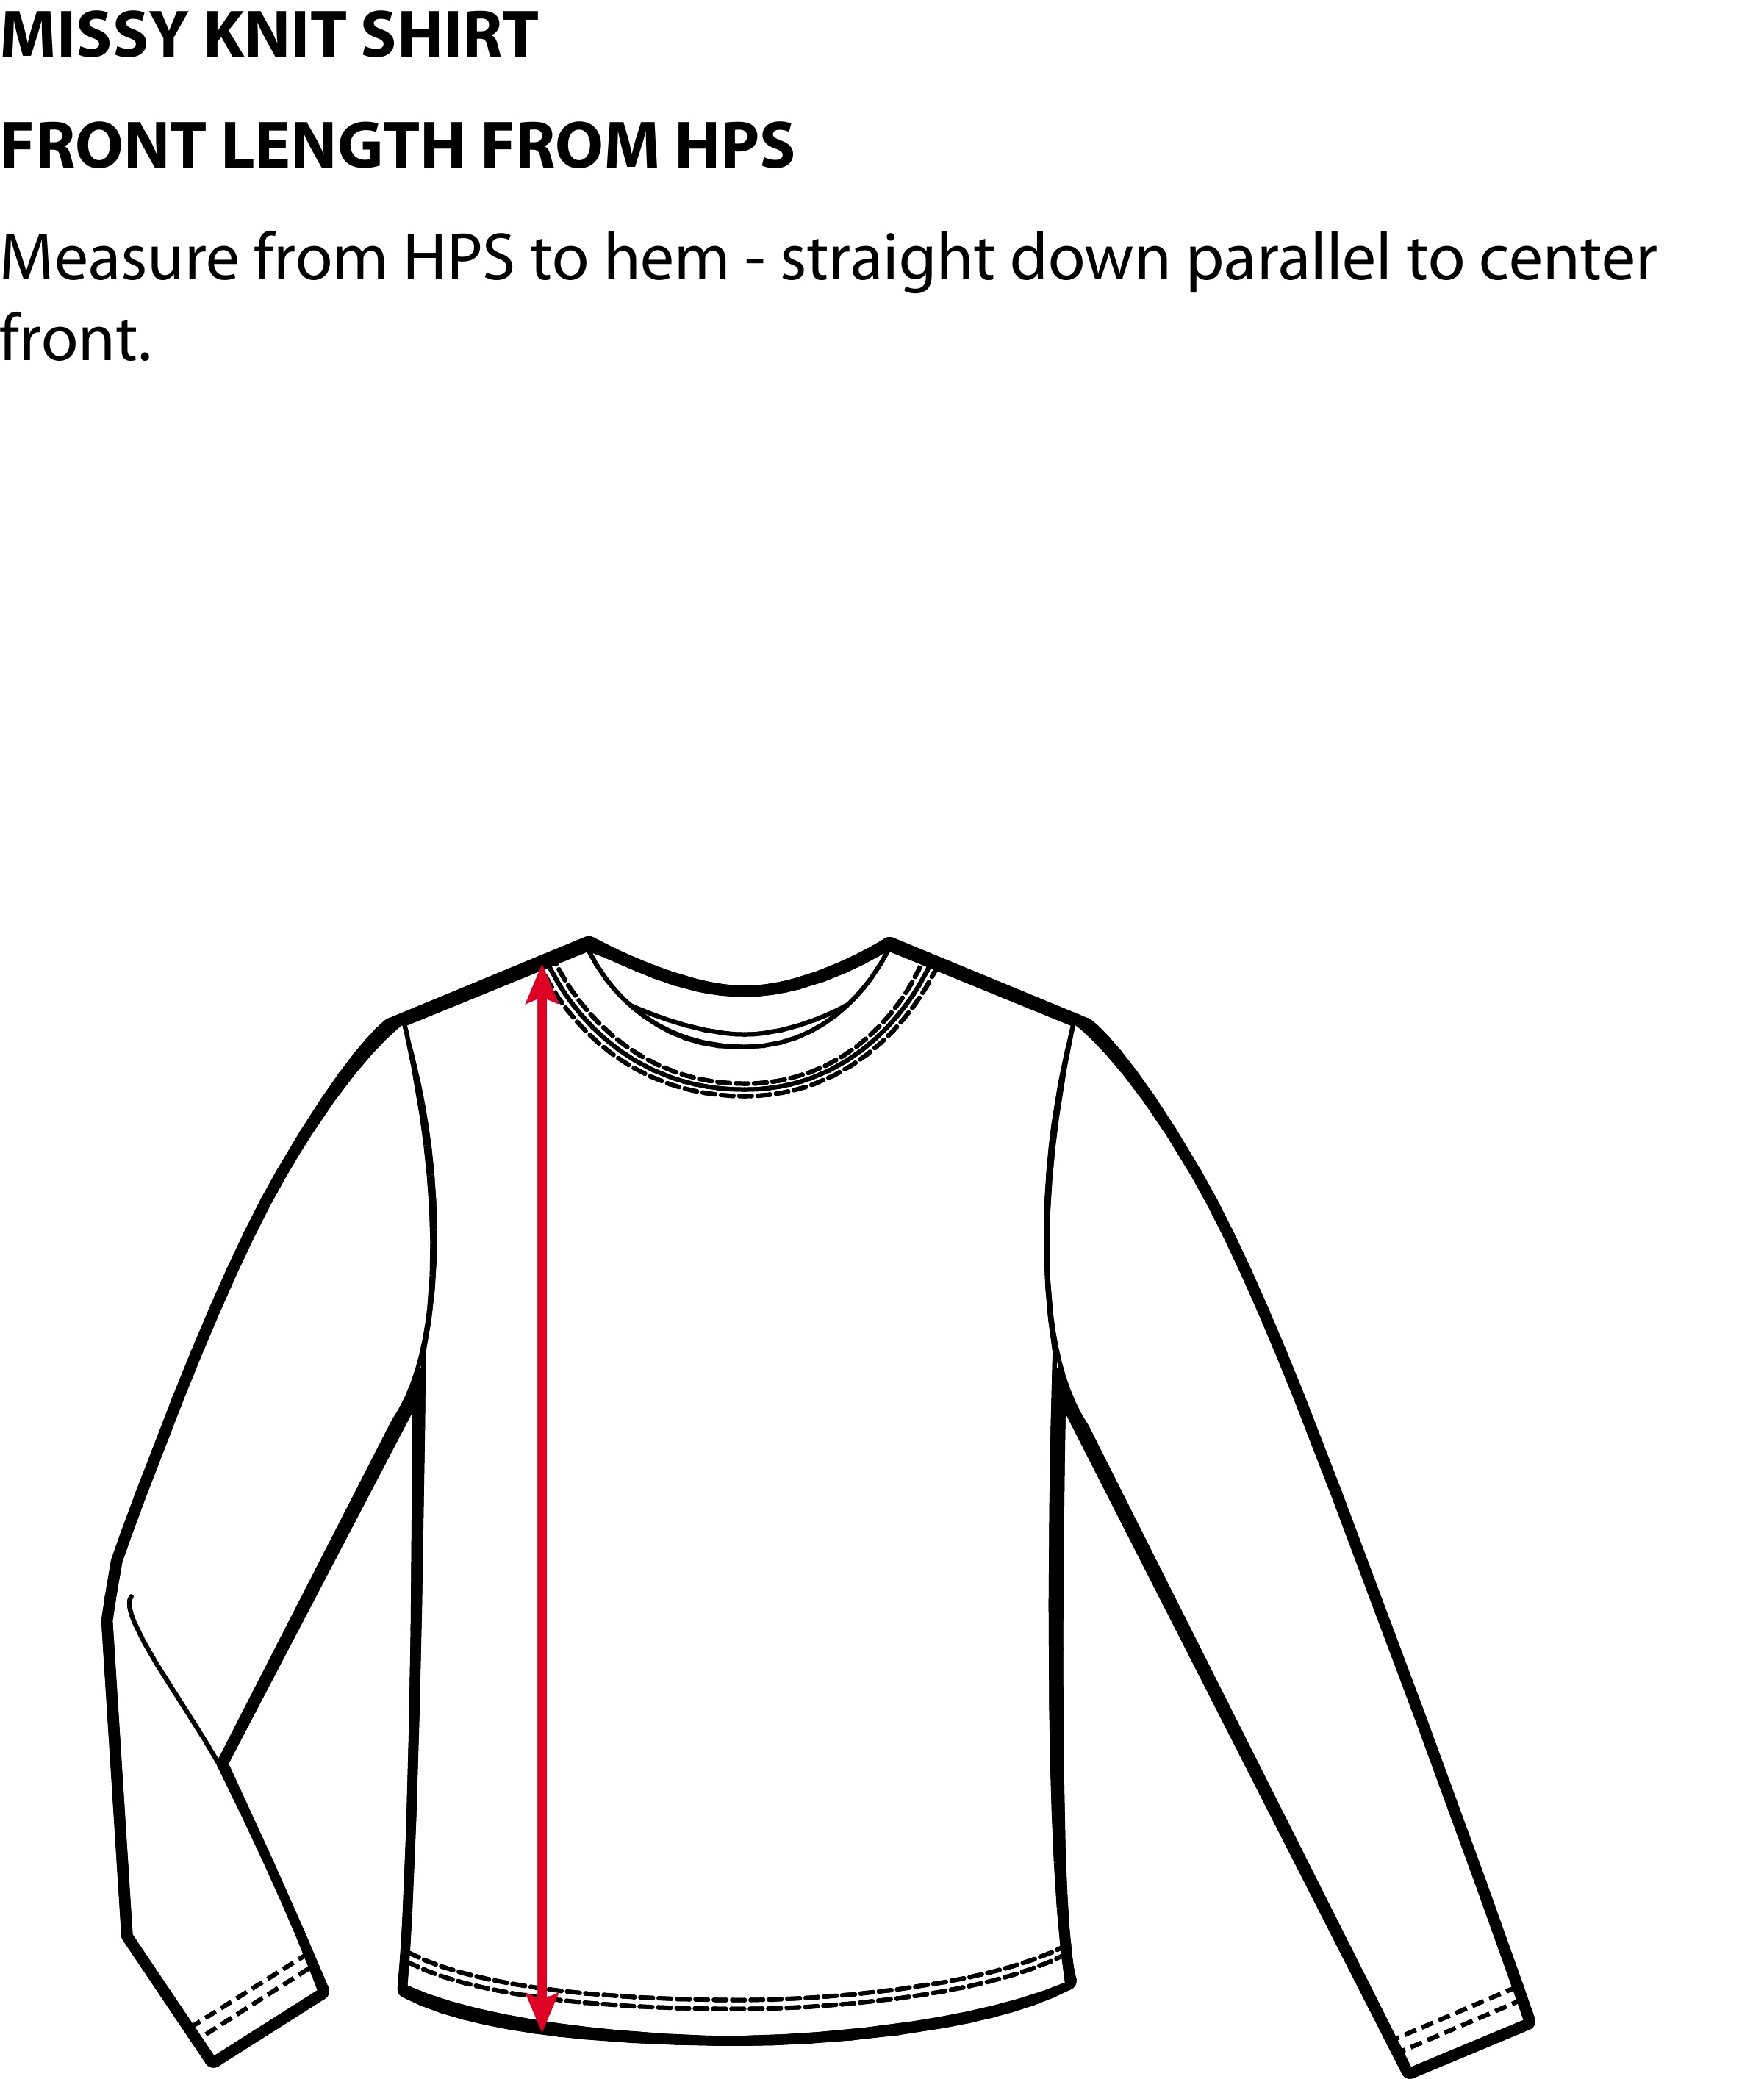 MISSY KNIT SHIRT
FRONT LENGTH FROM HPS
Measure from HPS to hem - straight down parallel to center
front.